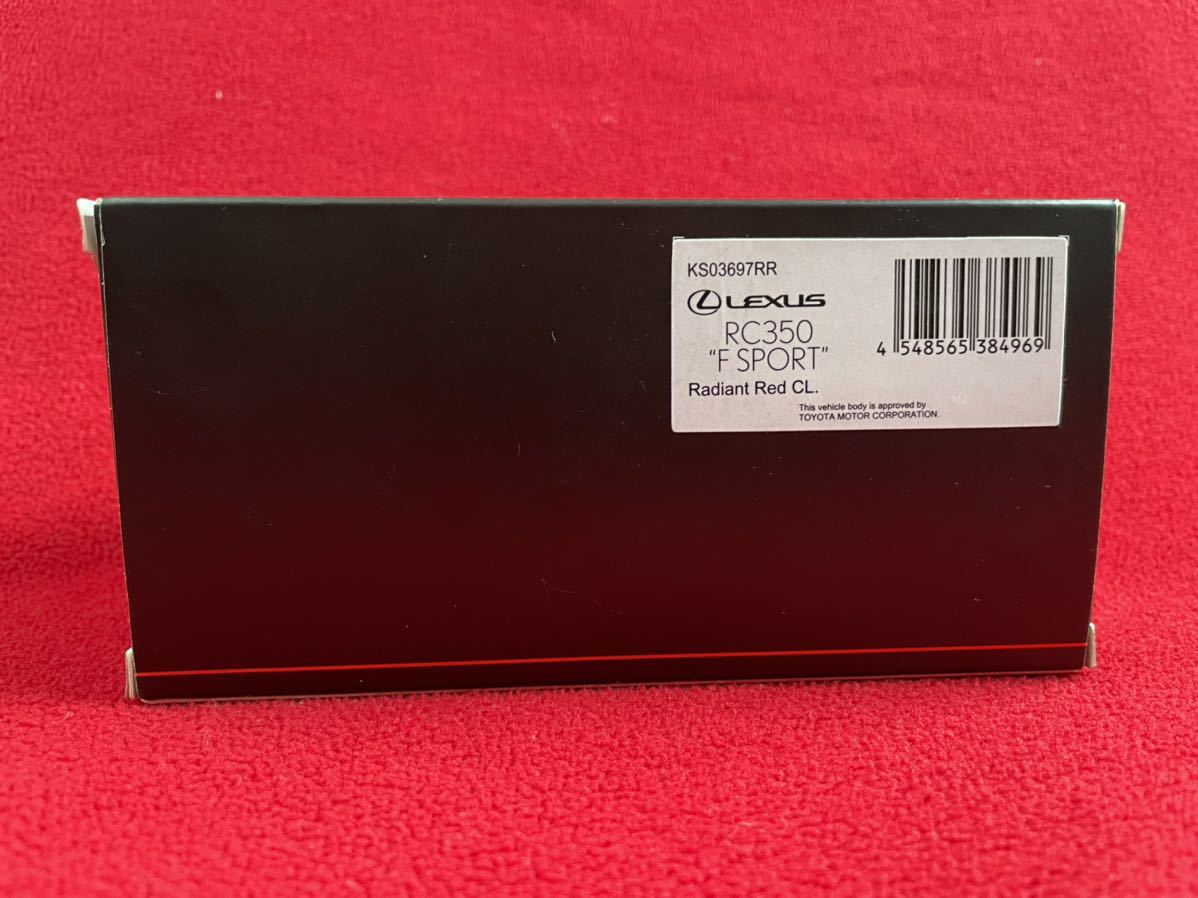 KS03697RR
LEXUS
RC350
“F SPORT”
Radiant Red CL.
This vehicle body is approved by
TOYOTA MOTOR CORPORATION.
4 548565 384969